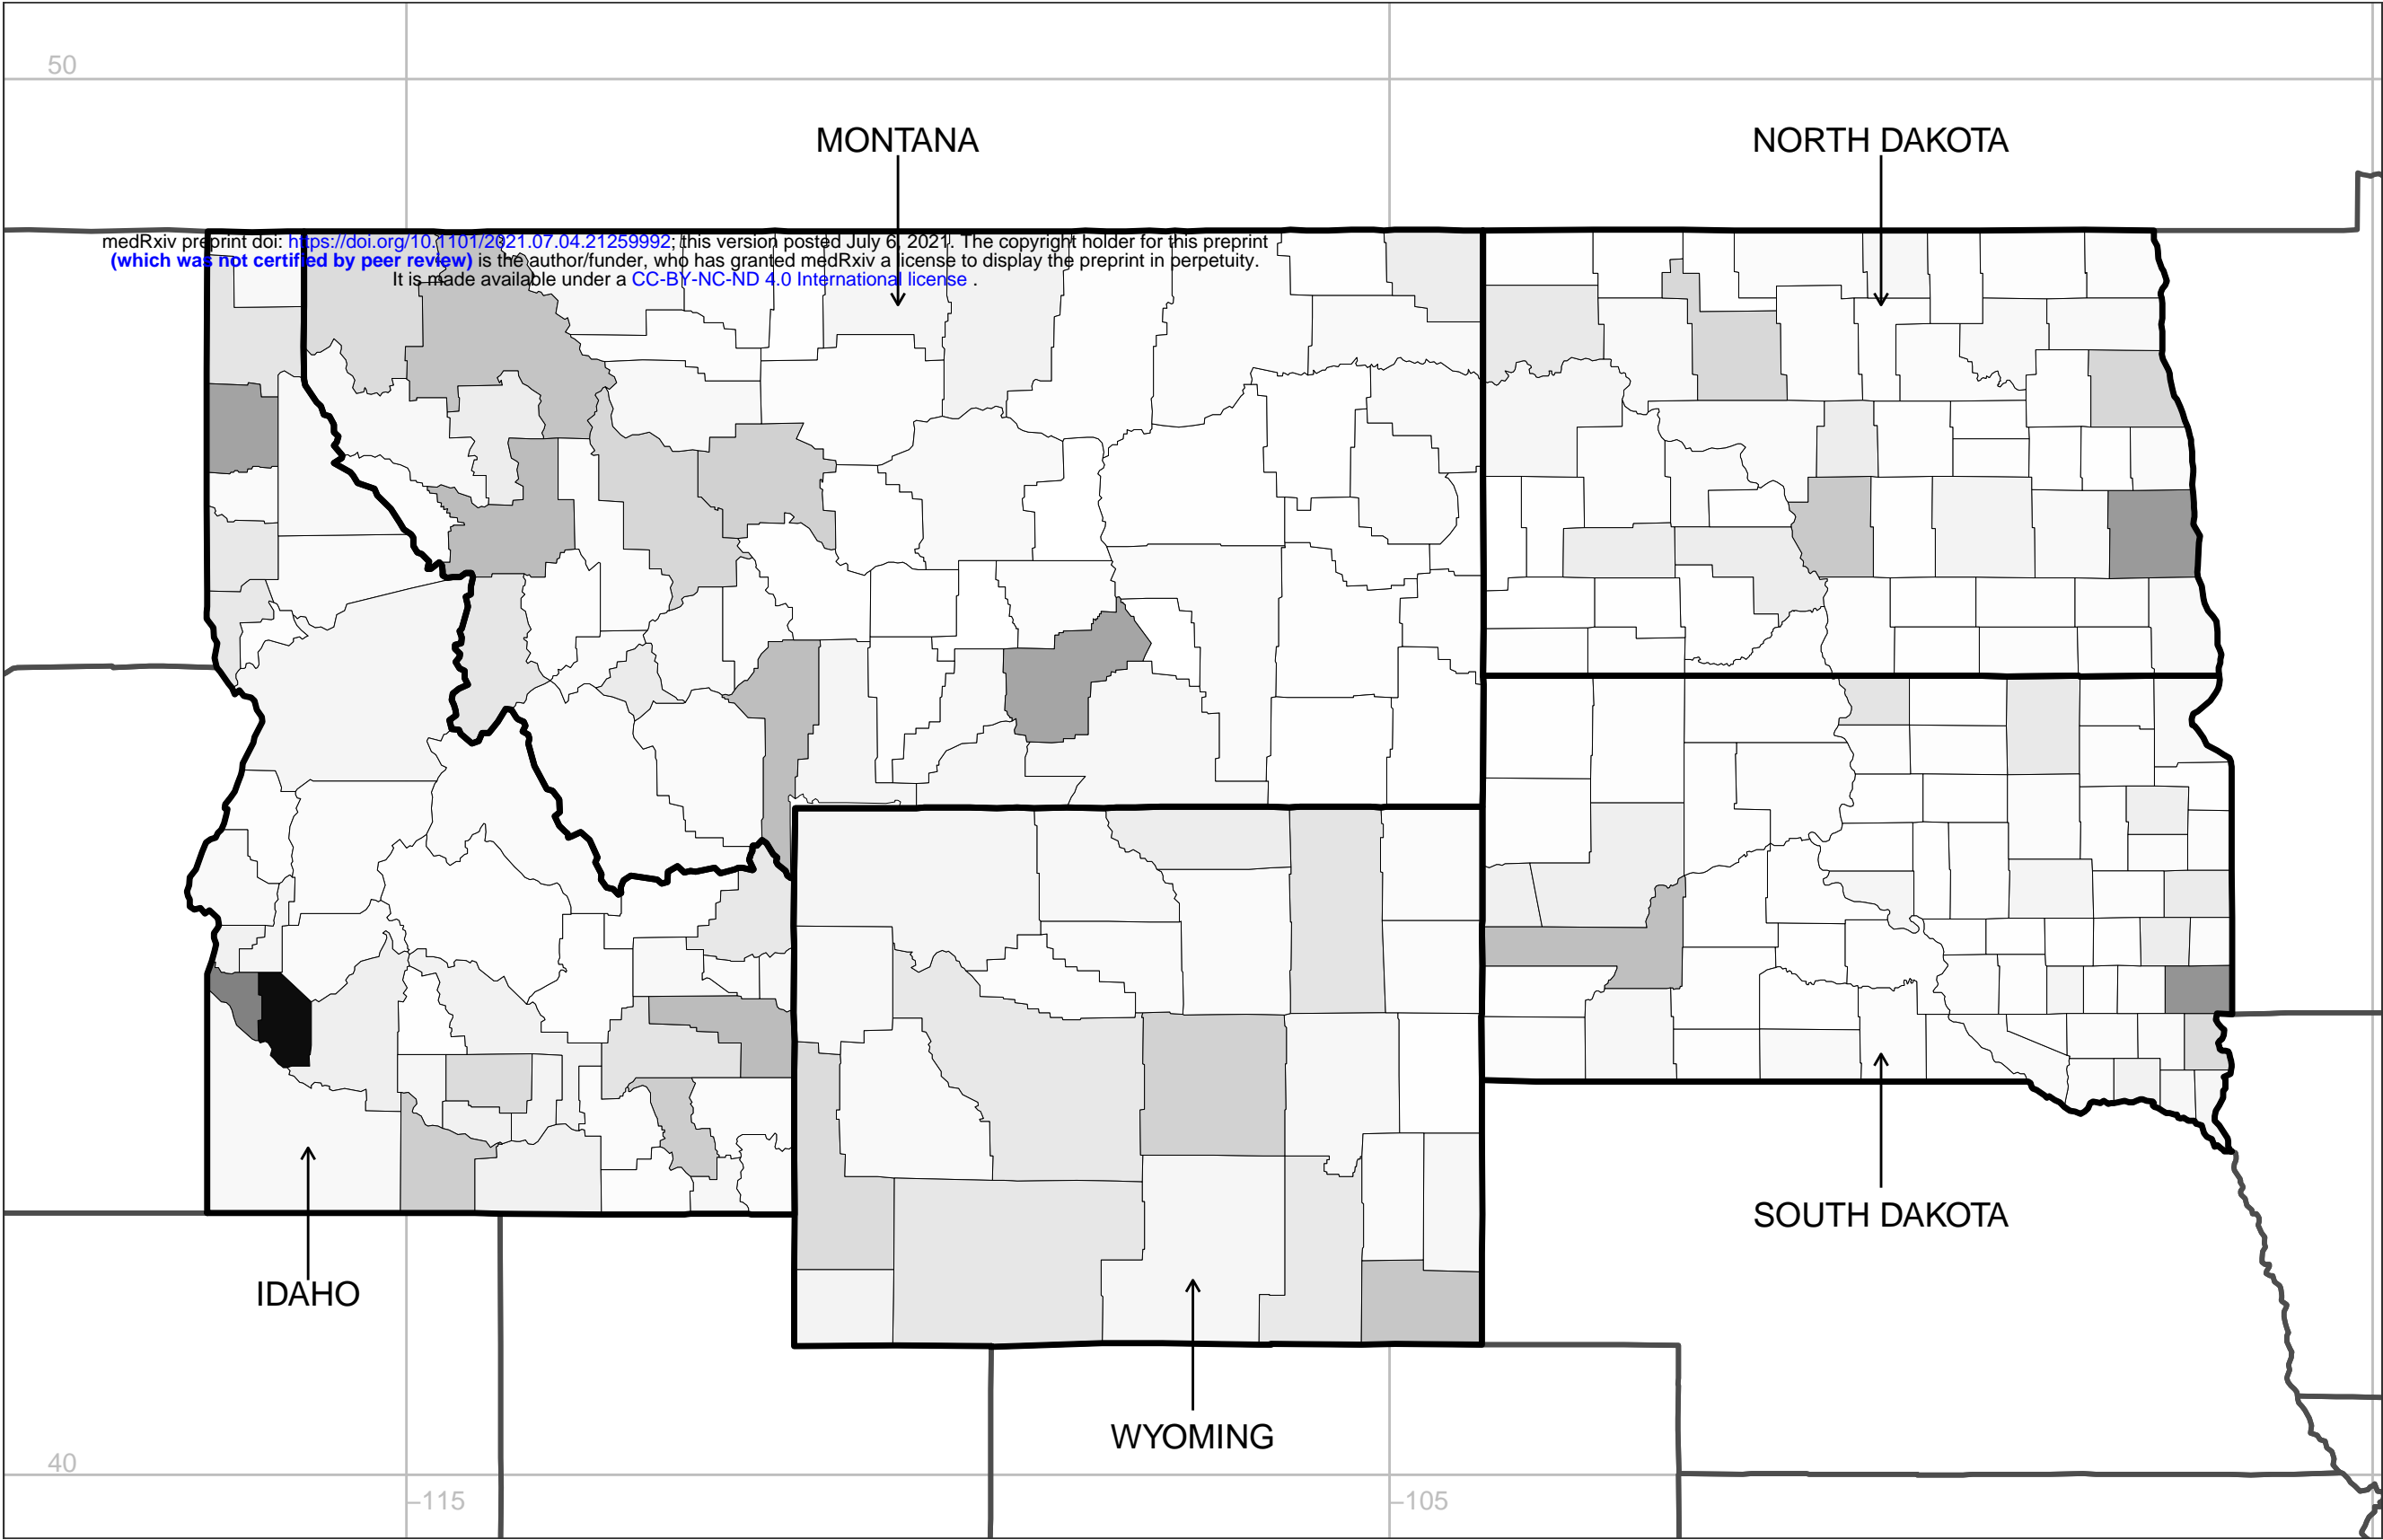 50
MONTANA
NORTH DAKOTA
medRxiv preprint doi: https://doi.org/10.1101/2021.07.04.21259992; this version posted July 6, 2021. The copyright holder for this preprint
(which was not certified by peer review) is the author/funder, who has granted medRxiv a license to display the preprint in perpetuity.
It is made available under a CC-BY-NC-ND 4.0 International license .
SOUTH DAKOTA
IDAHO
WYOMING
40
–115
–105